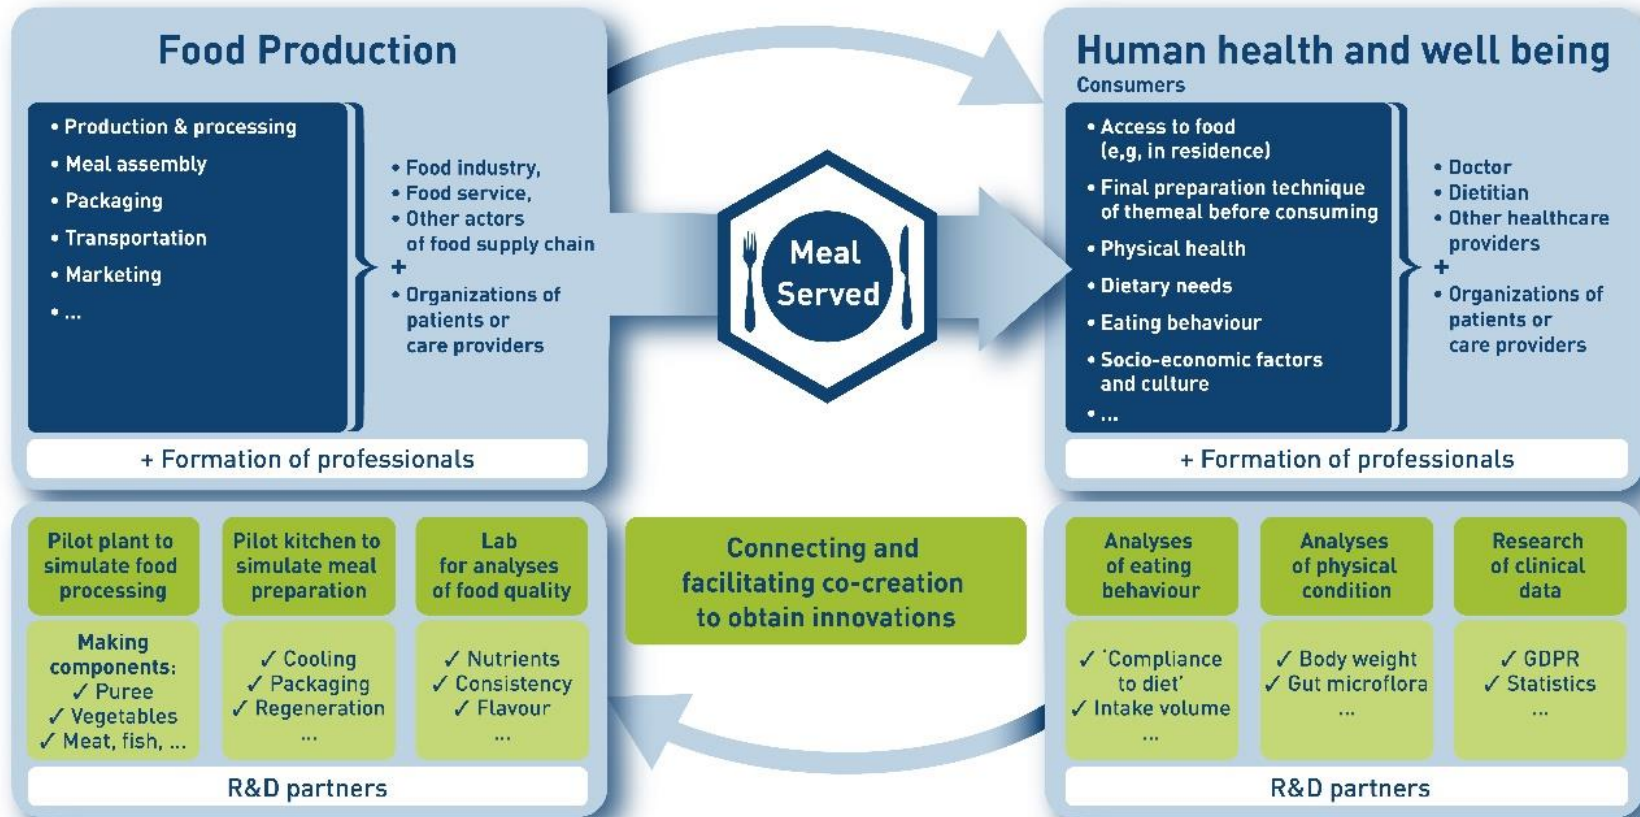 Food Production
• Production & processing
• Meal assembly
• Packaging
• Transportation
• Marketing
• ...
• Food industry,
• Food service,
• Other actors
of food supply chain
+
• Organizations of
patients or
care providers
+ Formation of professionals
Meal
Served
Human health and well being
Consumers
• Access to food
(e,g, in residence)
• Final preparation technique
of themeal before consuming
• Physical health
• Dietary needs
• Eating behaviour
• Socio-economic factors
and culture
• ...
• Doctor
• Dietitian
• Other healthcare
providers
+
• Organizations of
patients or
care providers
+ Formation of professionals
Pilot plant to
simulate food
processing
Making
components:
✓ Puree
✓ Vegetables
✓ Meat, fish, ...
Pilot kitchen to
simulate meal
preparation
✓ Cooling
✓ Packaging
✓ Regeneration
...
Lab
for analyses
of food quality
✓ Nutrients
✓ Consistency
✓ Flavour
...
R&D partners
Connecting and
facilitating co-creation
to obtain innovations
Analyses
of eating
behaviour
✓ 'Compliance
to diet'
✓ Intake volume
...
Analyses
of physical
condition
✓ Body weight
✓ Gut microflora
...
Research
of clinical
data
✓ GDPR
✓ Statistics
...
R&D partners